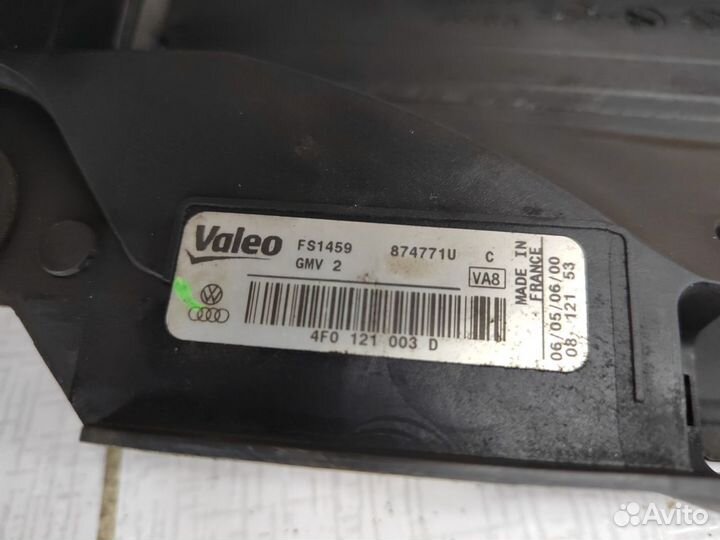 Valeo FS1459 874771U C
GMV 2 VA8
4F0 121 003 D
MADE IN
FRANCE
06/05/06/00
08 121 53
Avito